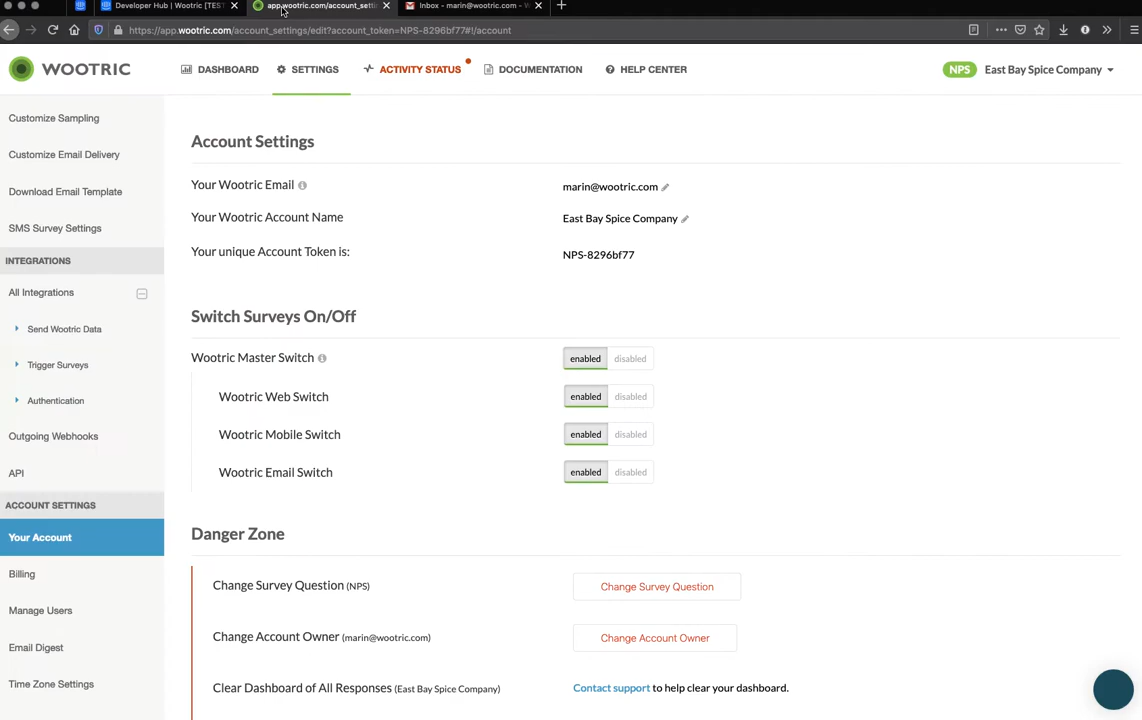 Developer Hub | Wootric [TES
app.wootric.com/account_setti
Inbox - marin@wootric.com - W
https://app.wootric.com/account_settings/edit?account_token=NPS-8296bf77#!/account
WOOTRIC
DASHBOARD
SETTINGS
ACTIVITY STATUS
DOCUMENTATION
HELP CENTER
NPS
East Bay Spice Company
Customize Sampling
Customize Email Delivery
Download Email Template
SMS Survey Settings
INTEGRATIONS
All Integrations
Send Wootric Data
Trigger Surveys
Authentication
Outgoing Webhooks
API
ACCOUNT SETTINGS
Your Account
Billing
Manage Users
Email Digest
Time Zone Settings
Account Settings
Your Wootric Email
marin@wootric.com
Your Wootric Account Name
East Bay Spice Company
Your unique Account Token is:
NPS-8296bf77
Switch Surveys On/Off
Wootric Master Switch
enabled disabled
Wootric Web Switch
enabled disabled
Wootric Mobile Switch
enabled disabled
Wootric Email Switch
enabled disabled
Danger Zone
Change Survey Question (NPS)
Change Survey Question
Change Account Owner (marin@wootric.com)
Change Account Owner
Clear Dashboard of All Responses (East Bay Spice Company)
Contact support to help clear your dashboard.